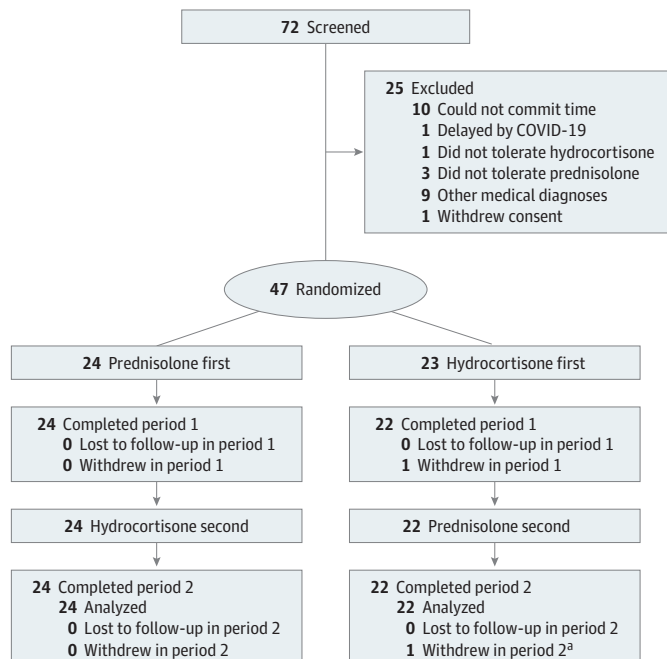 72 Screened
25 Excluded
10 Could not commit time
1 Delayed by COVID-19
1 Did not tolerate hydrocortisone
3 Did not tolerate prednisolone
9 Other medical diagnoses
1 Withdrew consent
47 Randomized
24 Prednisolone first
23 Hydrocortisone first
24 Completed period 1
0 Lost to follow-up in period 1
0 Withdrew in period 1
22 Completed period 1
0 Lost to follow-up in period 1
1 Withdrew in period 1
24 Hydrocortisone second
22 Prednisolone second
24 Completed period 2
24 Analyzed
0 Lost to follow-up in period 2
0 Withdrew in period 2
22 Completed period 2
22 Analyzed
0 Lost to follow-up in period 2
1 Withdrew in period 2ᵃ